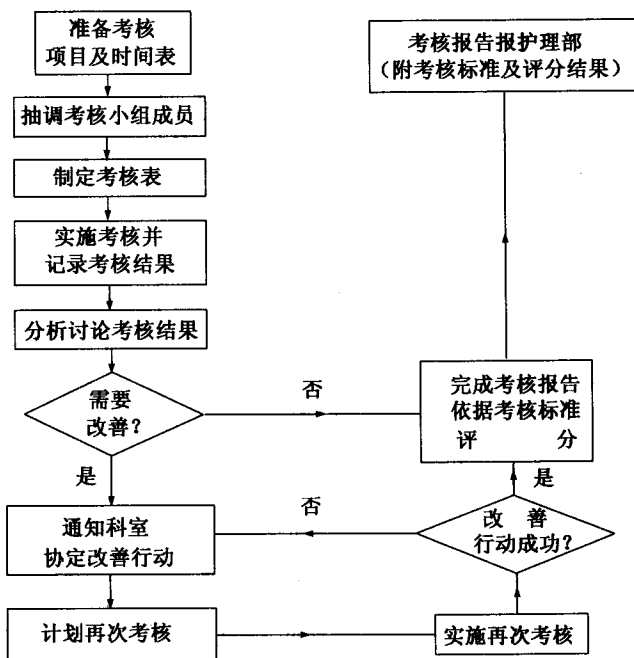 准备考核
项目及时间表
抽调考核小组成员
制定考核表
实施考核并
记录考核结果
分析讨论考核结果
需要
改善?
是
否
通知科室
协定改善行动
计划再次考核
实施再次考核
改 善
行动成功?
否
是
完成考核报告
依据考核标准
评 分
考核报告报护理部
(附考核标准及评分结果)